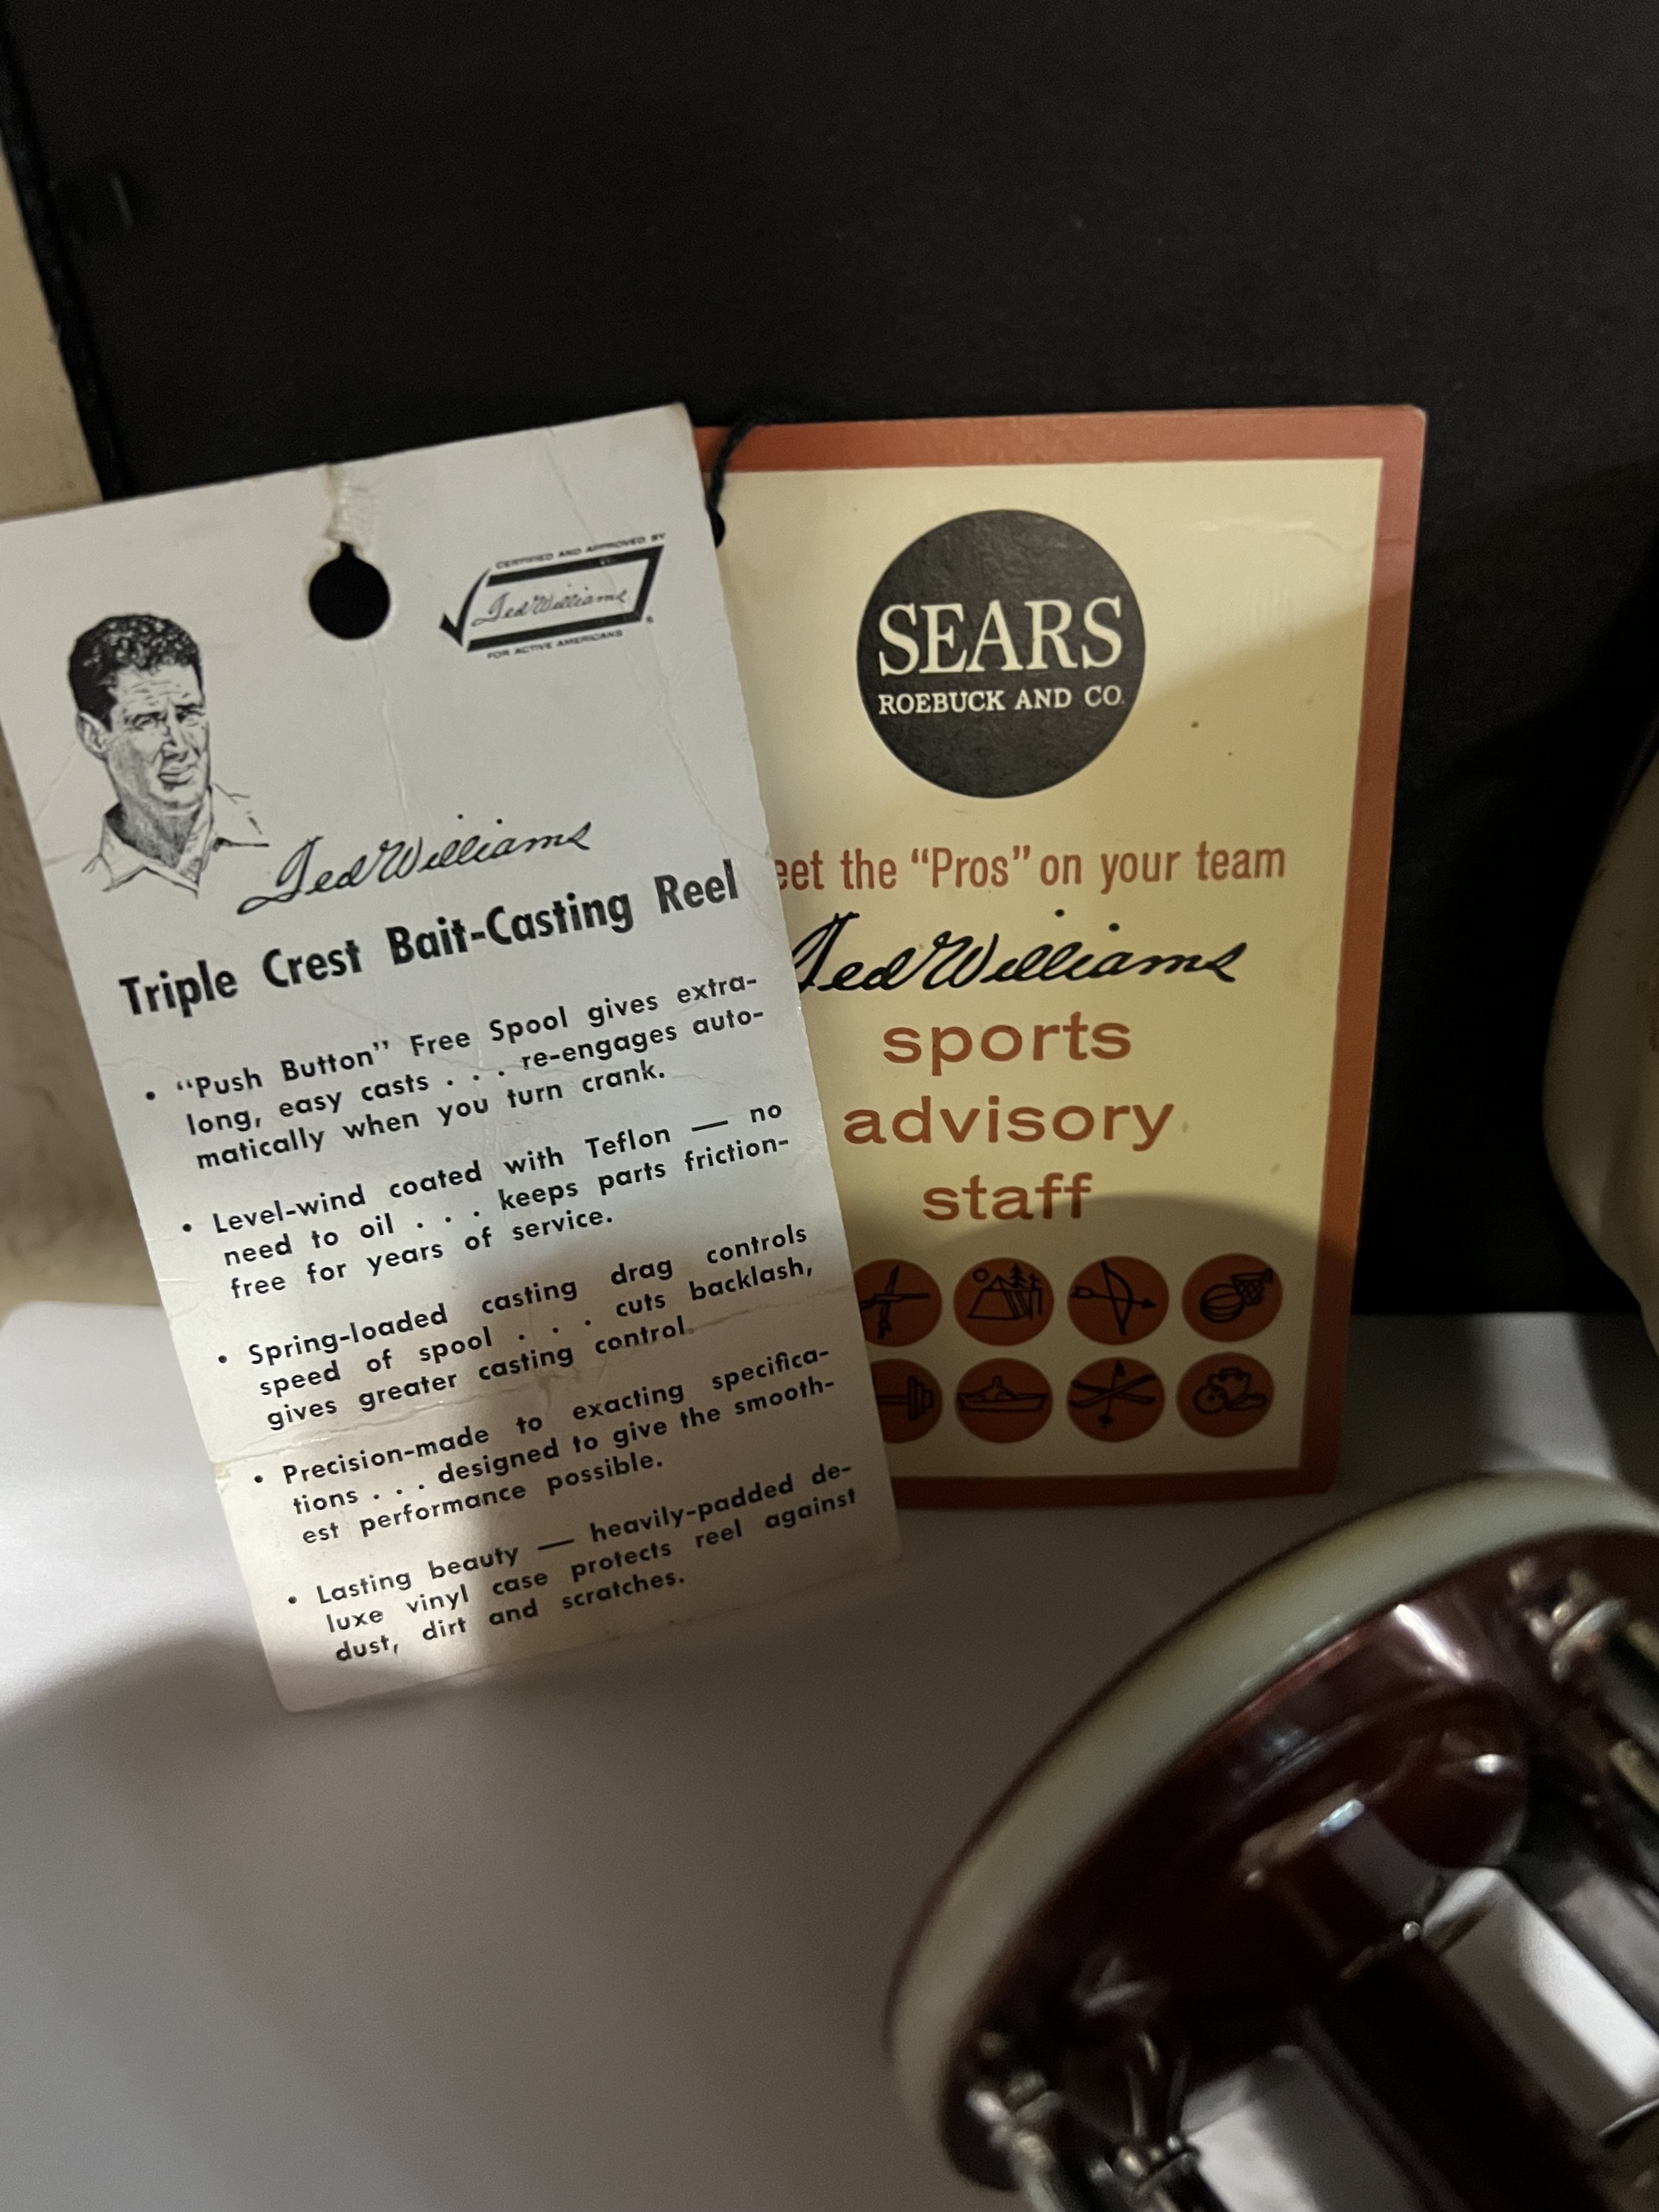 CERTIFIED AND APPROVED BY
Ted Williams
FOR ACTIVE AMERICANS
Ted Williams
Triple Crest Bait-Casting Reel
• “Push Button” Free Spool gives extra-
long, easy casts . . . re-engages auto-
matically when you turn crank.
• Level-wind coated with Teflon — no
need to oil . . . keeps parts friction-
free for years of service.
• Spring-loaded casting drag controls
speed of spool . . . cuts backlash,
gives greater casting control.
• Precision-made to exacting specifica-
tions . . . designed to give the smooth-
est performance possible.
• Lasting beauty — heavily-padded de-
luxe vinyl case protects reel against
dust, dirt and scratches.
SEARS
ROEBUCK AND CO.
eet the “Pros” on your team
Ted Williams
sports
advisory
staff